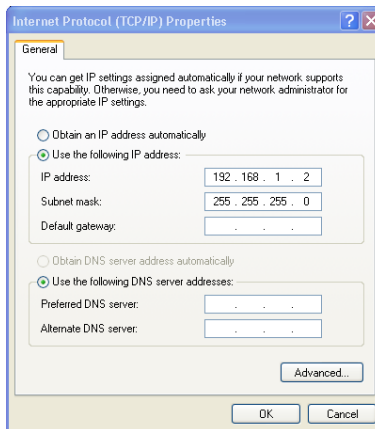 Internet Protocol (TCP/IP) Properties
General
You can get IP settings assigned automatically if your network supports
this capability. Otherwise, you need to ask your network administrator for
the appropriate IP settings.
Obtain an IP address automatically
Use the following IP address:
IP address: 192 . 168 . 1 . 2
Subnet mask: 255 . 255 . 255 . 0
Default gateway: . . .
Obtain DNS server address automatically
Use the following DNS server addresses:
Preferred DNS server: . . .
Alternate DNS server: . . .
Advanced...
OK Cancel